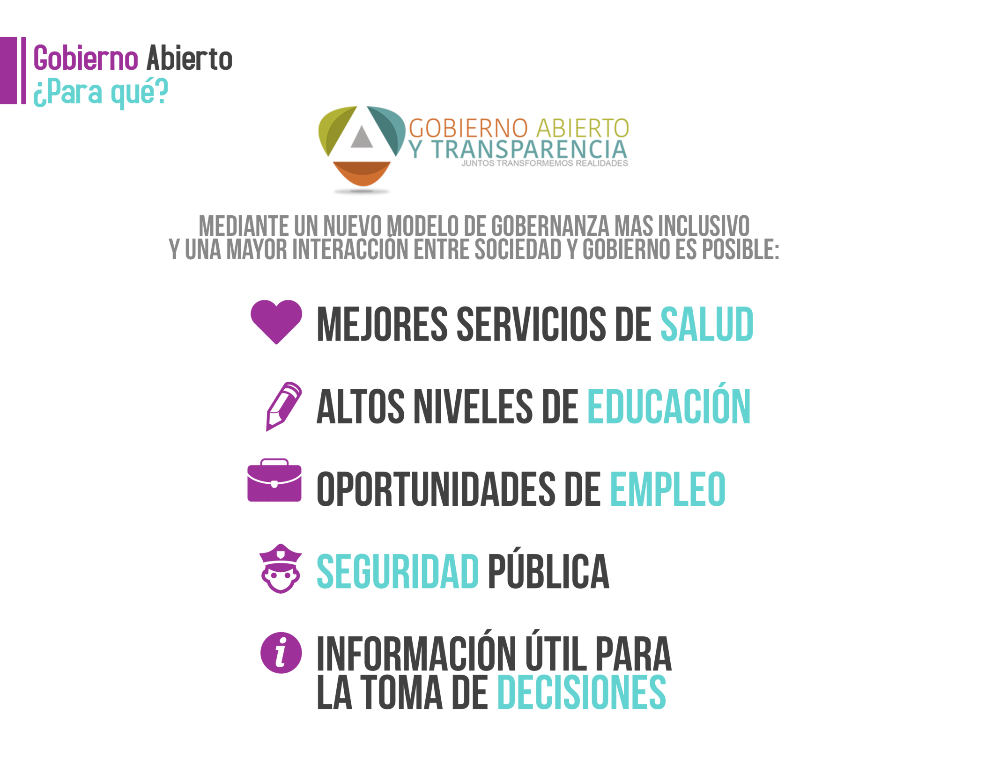 Gobierno Abierto
¿Para qué?
GOBIERNO ABIERTO
Y TRANSPARENCIA
JUNTOS TRANSFORMEMOS REALIDADES
MEDIANTE UN NUEVO MODELO DE GOBERNANZA MAS INCLUSIVO
Y UNA MAYOR INTERACCIÓN ENTRE SOCIEDAD Y GOBIERNO ES POSIBLE:
MEJORES SERVICIOS DE SALUD
ALTOS NIVELES DE EDUCACIÓN
OPORTUNIDADES DE EMPLEO
SEGURIDAD PÚBLICA
INFORMACIÓN ÚTIL PARA
LA TOMA DE DECISIONES